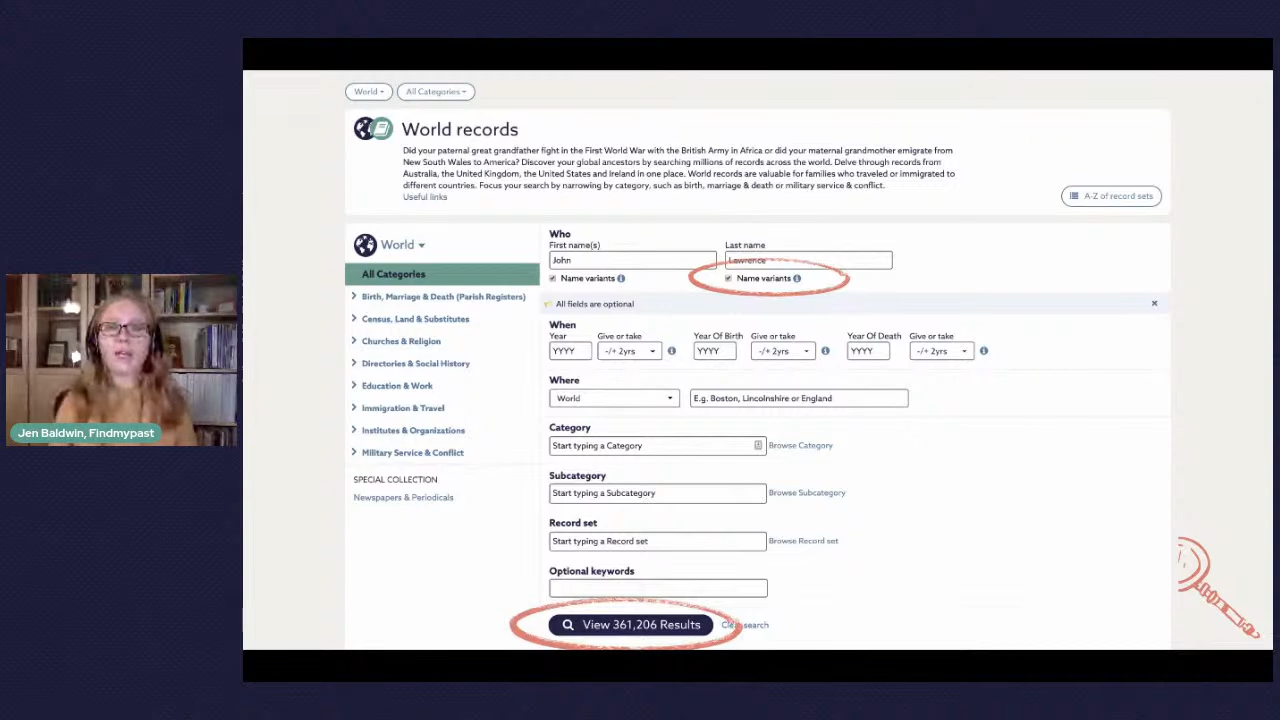 World
All Categories
World records
Did your paternal great grandfather fight in the First World War with the British Army in Africa or did your maternal grandmother emigrate from
New South Wales to America? Discover your global ancestors by searching millions of records across the world. Delve through records from
Australia, the United Kingdom, the United States and Ireland in one place. World records are valuable for families who traveled or immigrated to
different countries. Focus your search by narrowing by category, such as birth, marriage & death or military service & conflict.
Useful links
A-Z of record sets
World
All Categories
Birth, Marriage & Death (Parish Registers)
Census, Land & Substitutes
Churches & Religion
Directories & Social History
Education & Work
Immigration & Travel
Institutes & Organizations
Military Service & Conflict
SPECIAL COLLECTION
Newspapers & Periodicals
Who
First name(s) Last name
John Lawrence
Name variants Name variants
All fields are optional
When
Year Give or take Year Of Birth Give or take Year Of Death Give or take
YYYY -/+ 2yrs YYYY -/+ 2yrs YYYY -/+ 2yrs
Where
World E.g. Boston, Lincolnshire or England
Category
Start typing a Category Browse Category
Subcategory
Start typing a Subcategory Browse Subcategory
Record set
Start typing a Record set Browse Record set
Optional keywords
View 361,206 Results Clear search
Jen Baldwin, Findmypast